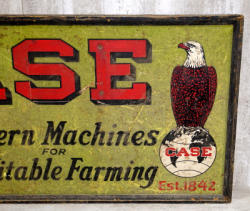 ASE
ern Machines
FOR
itable Farming
CASE
Est. 1842